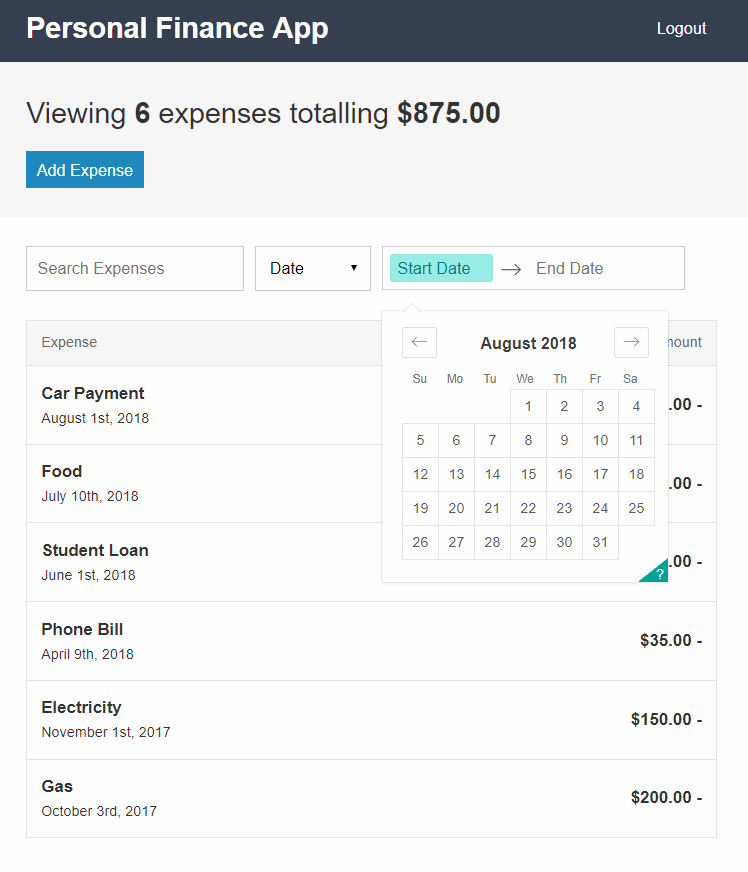 Personal Finance App Logout
Viewing 6 expenses totalling $875.00
Add Expense
Search Expenses Date Start Date End Date
August 2018
Su Mo Tu We Th Fr Sa
1 2 3 4
5 6 7 8 9 10 11
12 13 14 15 16 17 18
19 20 21 22 23 24 25
26 27 28 29 30 31
?
Expense
Car Payment
August 1st, 2018
.00 -
Food
July 10th, 2018
.00 -
Student Loan
June 1st, 2018
.00 -
Phone Bill
April 9th, 2018
$35.00 -
Electricity
November 1st, 2017
$150.00 -
Gas
October 3rd, 2017
$200.00 -